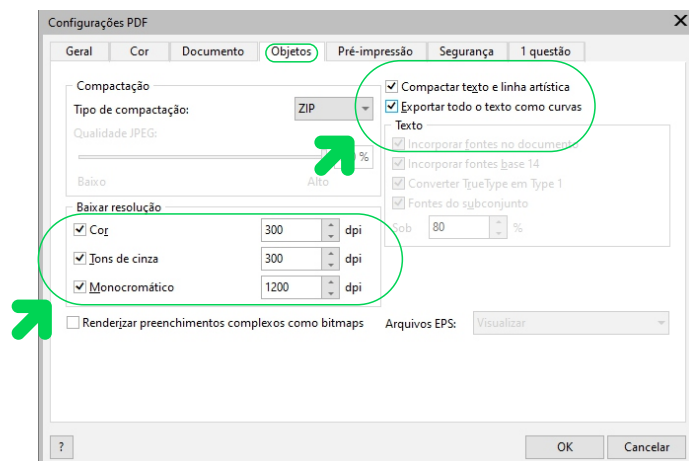 Configurações PDF
X
Geral
Cor
Documento
Objetos
Pré-impressão
Segurança
1 questão
Compactação
Tipo de compactação:
ZIP
Qualidade JPEG:
%
Baixo
Alto
Compactar texto e linha artística
Exportar todo o texto como curvas
Texto
Incorporar fontes no documento
Incorporar fontes base 14
Converter TrueType em Type 1
Fontes do subconjunto
Sob
80
%
Baixar resolução
Cor
300
dpi
Tons de cinza
300
dpi
Monocromático
1200
dpi
Renderizar preenchimentos complexos como bitmaps
Arquivos EPS:
Visualizar
?
OK
Cancelar